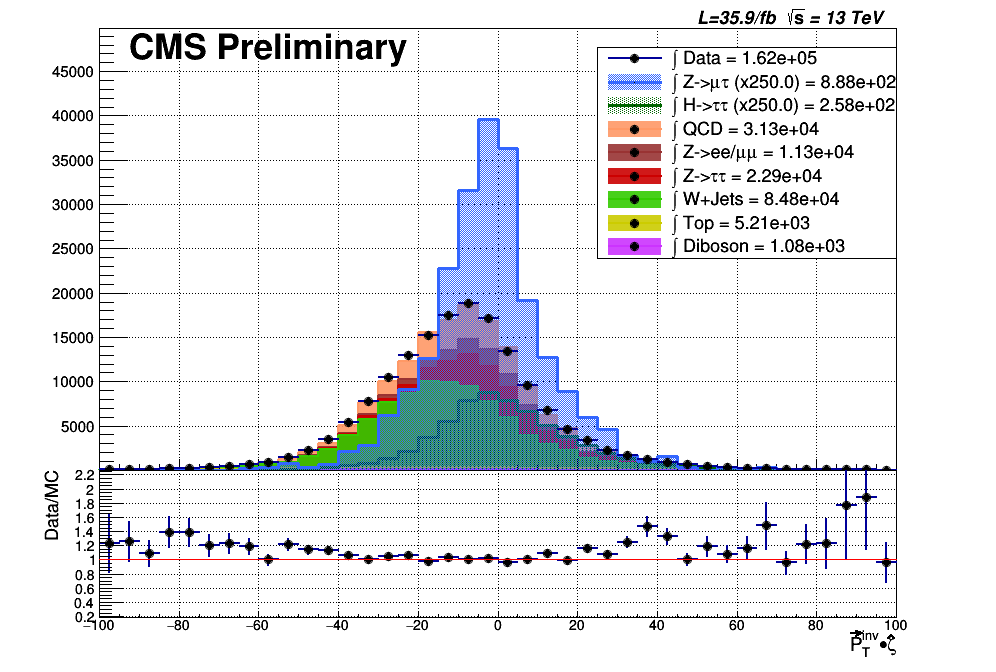 L=35.9/fb √s = 13 TeV
CMS Preliminary
∫ Data = 1.62e+05
∫ Z->μτ (x250.0) = 8.88e+02
∫ H->ττ (x250.0) = 2.58e+02
∫ QCD = 3.13e+04
∫ Z->ee/μμ = 1.13e+04
∫ Z->ττ = 2.29e+04
∫ W+Jets = 8.48e+04
∫ Top = 5.21e+03
∫ Diboson = 1.08e+03
45000
40000
35000
30000
25000
20000
15000
10000
5000
Data/MC
2.2
2
1.8
1.6
1.4
1.2
1
0.8
0.6
0.4
0.2
−100 −80 −60 −40 −20 0 20 40 60 80 100
P⃗_T^inv •ζ̂